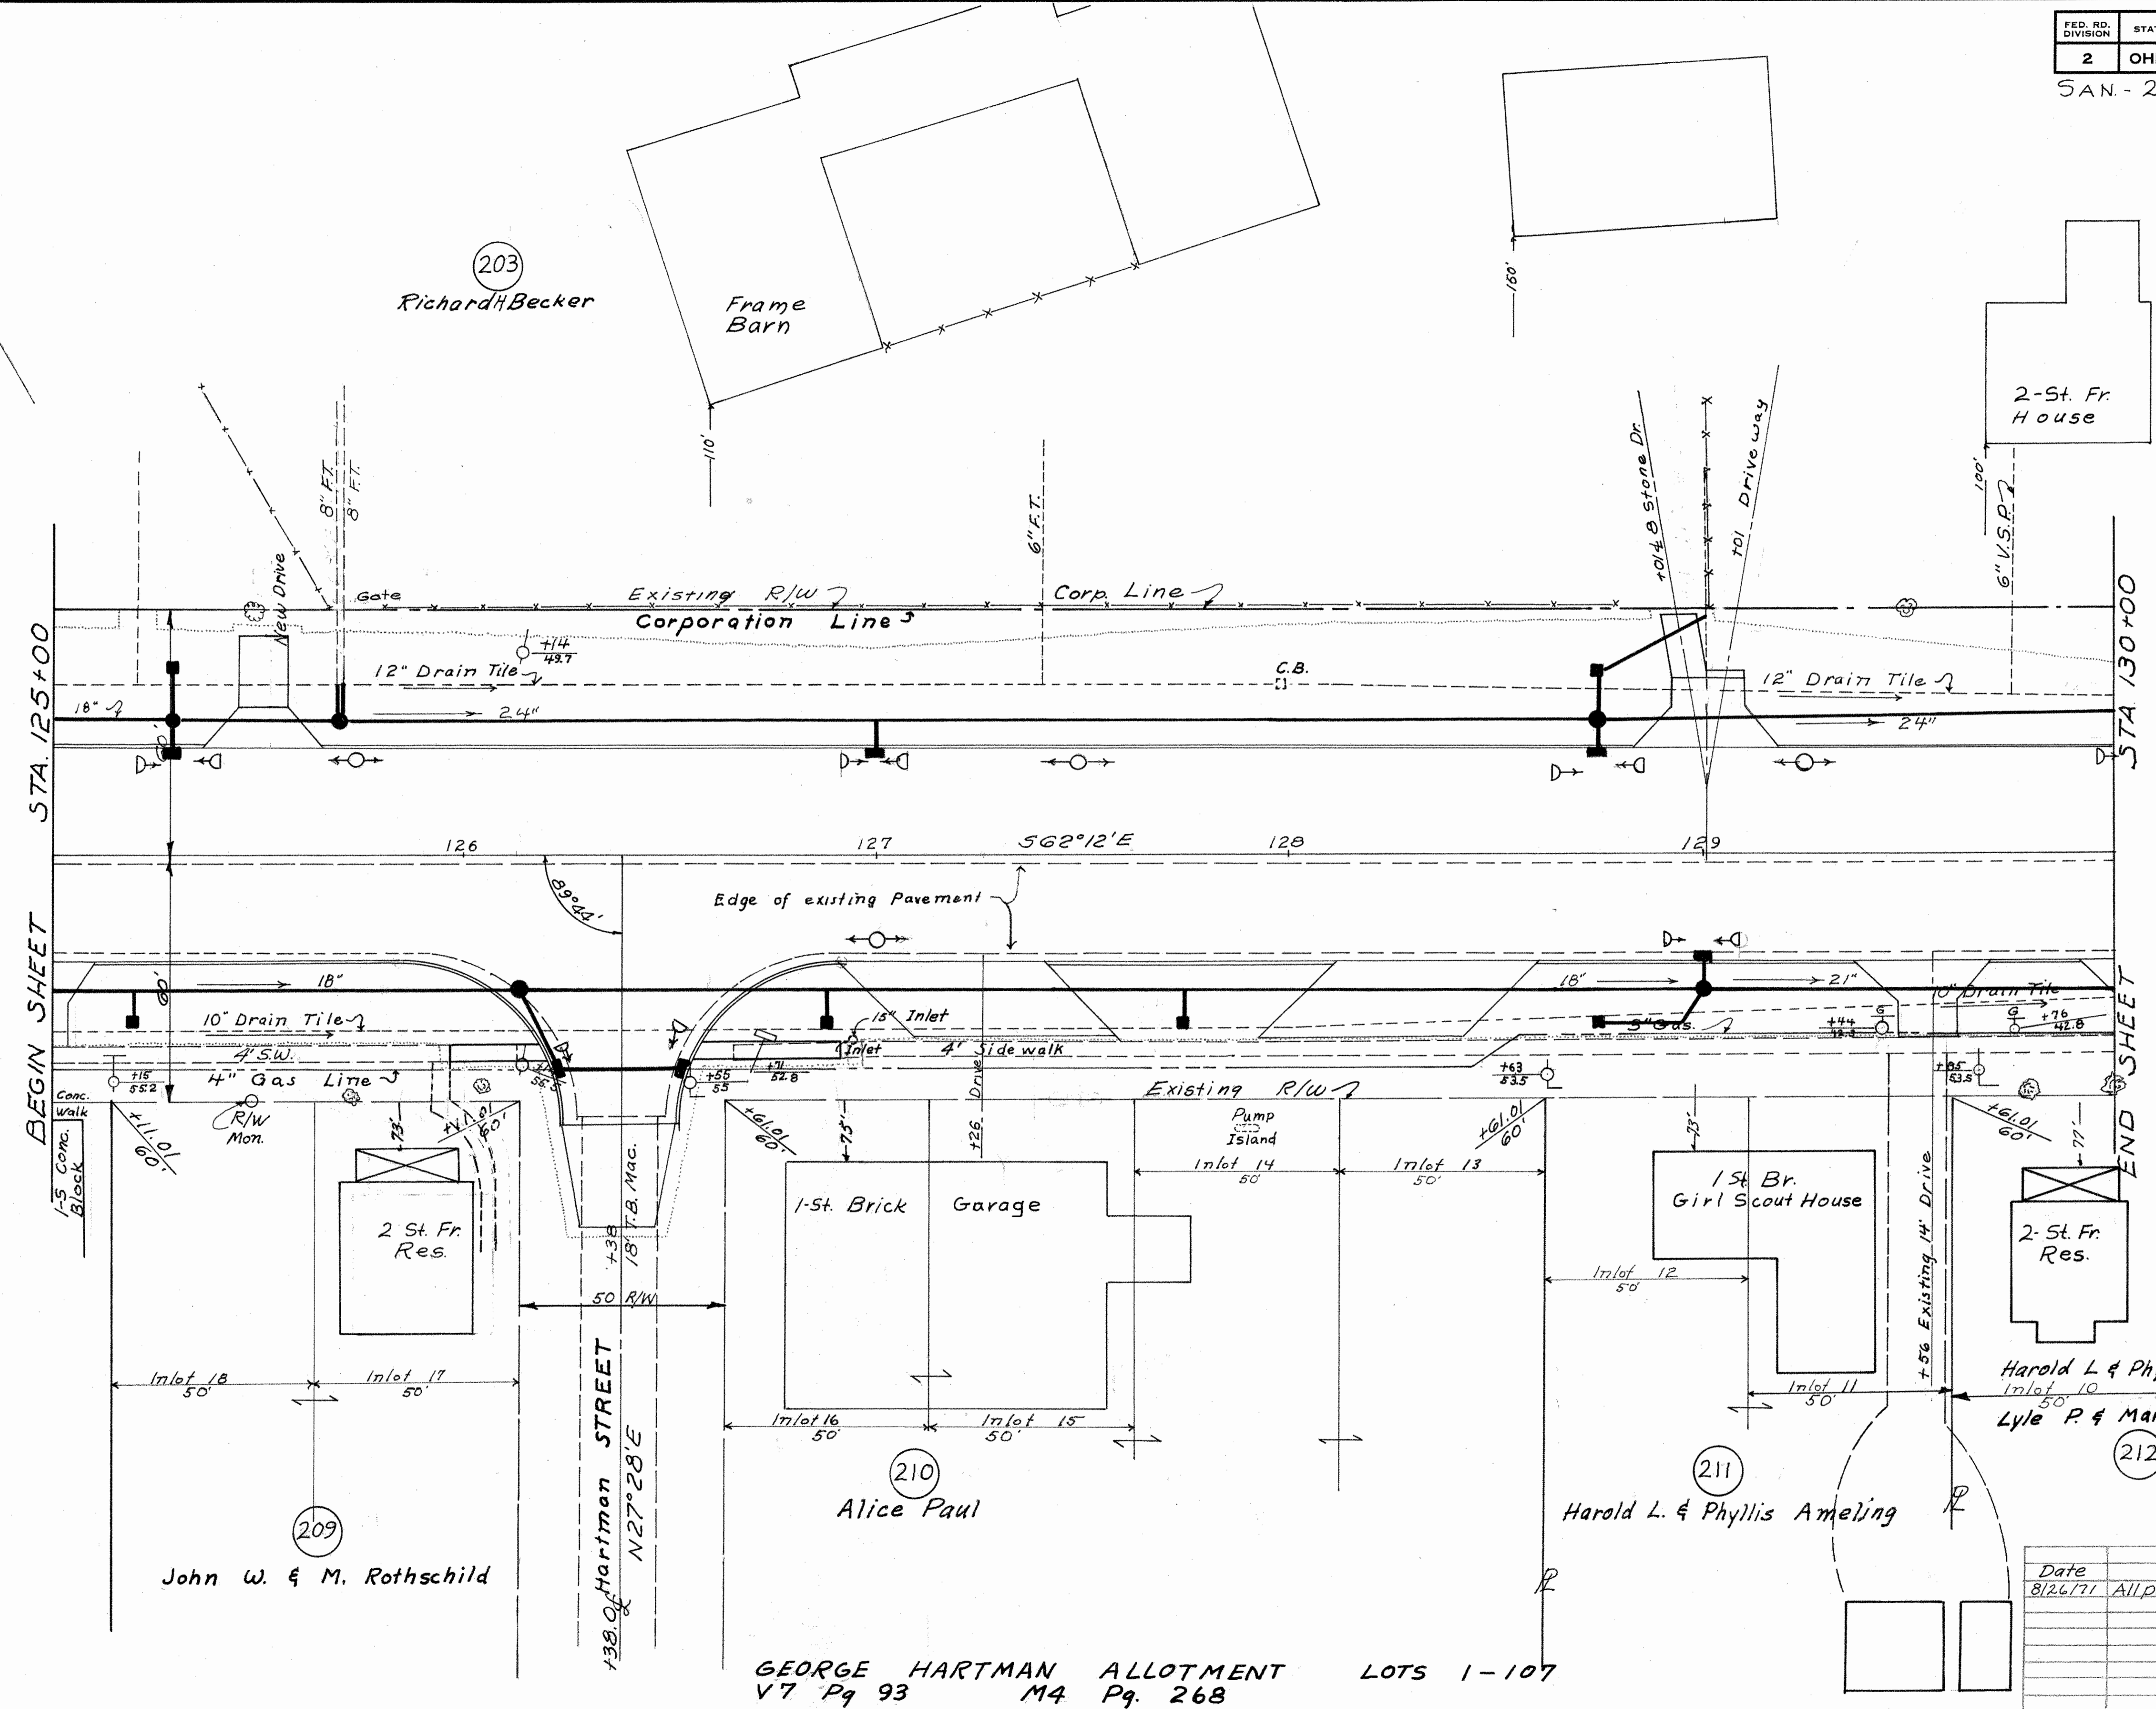 FED. RD. DIVISION
2
SAN.- 2
203
Richard H Becker
Frame
Barn
110'
150'
2-St. Fr.
House
100'
8" F.T.
8" F.T.
6" F.T.
6" V.S.P.
+01 Driveway
New Drive
Gate
Existing R/W
Corp. Line
Corporation Line
+14
49.7
12" Drain Tile
C.B.
12" Drain Tile
18"
24"
24"
STA. 125+00
STA. 130+00
126
127
S62°12'E
128
129
89°44'
Edge of existing Pavement
BEGIN SHEET
END SHEET
60'
18"
18"
21"
10" Drain Tile
15" Inlet
Inlet
10" Drain Tile
3" Gas.
G
+44
G
+76
42.8
4' S.W.
4' Sidewalk
4" Gas Line
+15
55.2
+55
55
+71
52.8
+63
53.5
+85
53.5
Conc.
Walk
R/W
Mon.
Existing R/W
Pump
Island
1-S Conc.
Block
+11.01
60'
73'
+61.01
60'
75'
+26 Drive
+61.01
60'
73'
+61.01
60'
77'
2 St. Fr.
Res.
+38
18' T.B. Mac.
1-St. Brick Garage
Inlot 14
50'
Inlot 13
50'
1 St. Br.
Girl Scout House
Inlot 12
50'
+56 Existing 14' Drive
2-St. Fr.
Res.
50 R/W
Inlot 18
50'
Inlot 17
50'
Inlot 16
50'
Inlot 15
50'
Inlot 11
50'
Harold L & Ph
Inlot 10
50'
Lyle P. & Mar
212
+38.0 ℄ Hartman STREET
N27°28'E
210
Alice Paul
211
Harold L. & Phyllis Ameling
209
John W. & M. Rothschild
Date
8/26/71 All p
GEORGE HARTMAN ALLOTMENT LOTS 1-107
V7 Pg 93 M4 Pg. 268